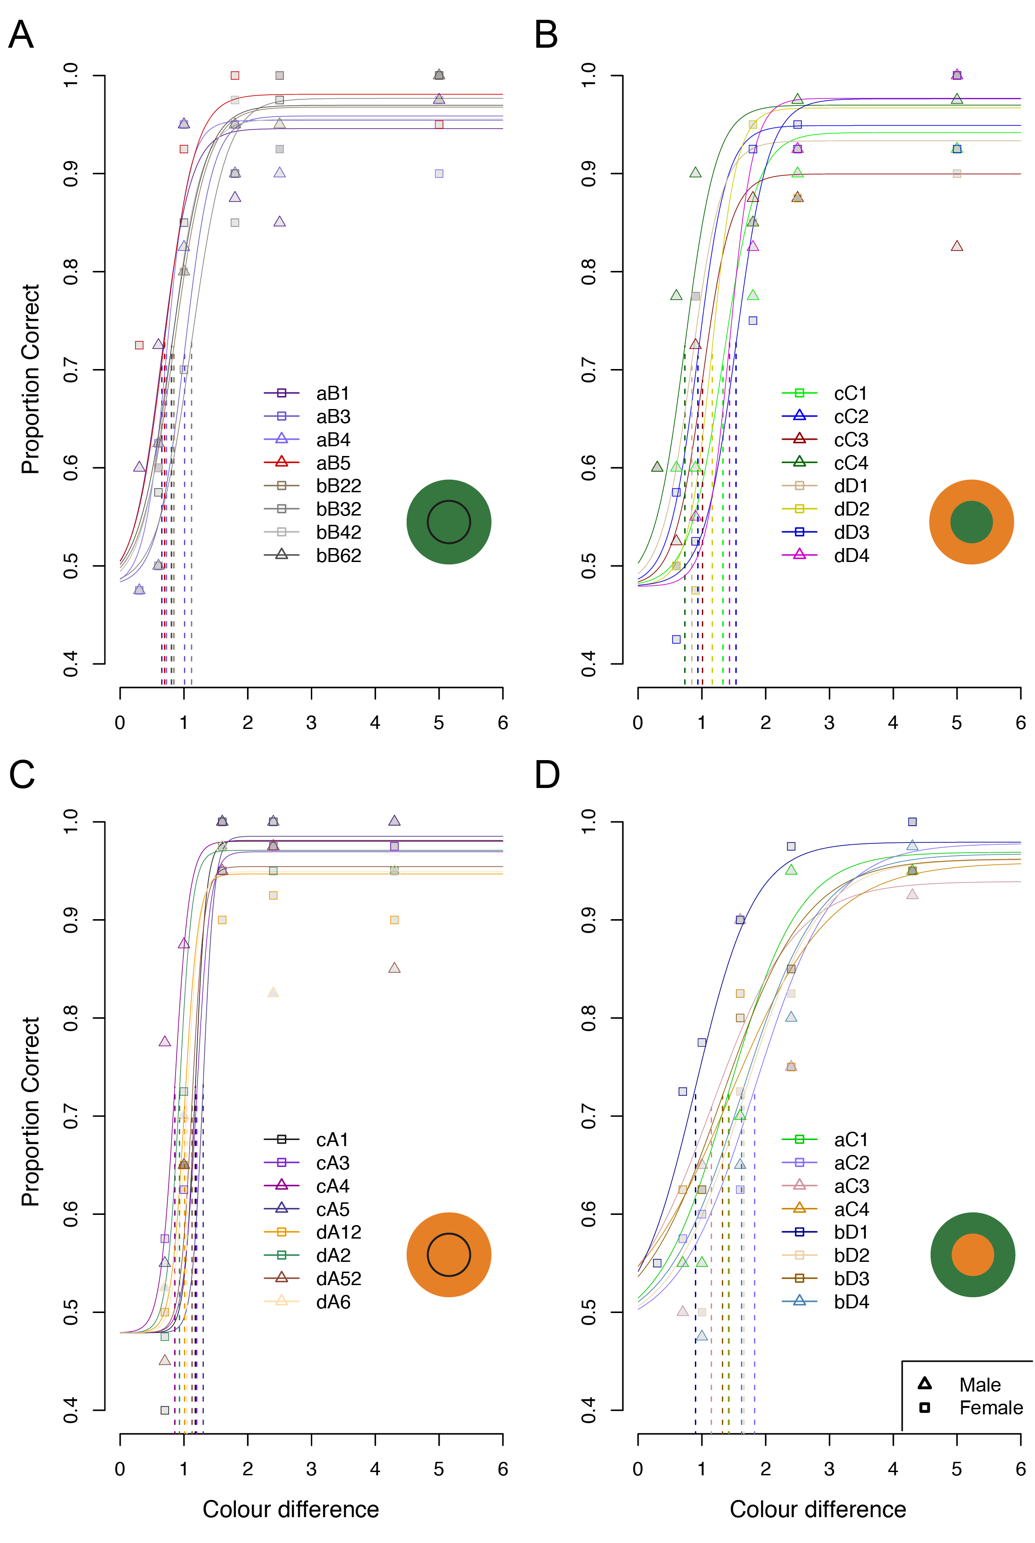 A
B
1.0
0.9
0.8
0.7
0.6
0.5
0.4
Proportion Correct
aB1
aB3
aB4
aB5
bB22
bB32
bB42
bB62
0 1 2 3 4 5 6
1.0
0.9
0.8
0.7
0.6
0.5
0.4
cC1
cC2
cC3
cC4
dD1
dD2
dD3
dD4
0 1 2 3 4 5 6
C
D
1.0
0.9
0.8
0.7
0.6
0.5
0.4
Proportion Correct
cA1
cA3
cA4
cA5
dA12
dA2
dA52
dA6
0 1 2 3 4 5 6
Colour difference
1.0
0.9
0.8
0.7
0.6
0.5
0.4
aC1
aC2
aC3
aC4
bD1
bD2
bD3
bD4
Male
Female
0 1 2 3 4 5 6
Colour difference